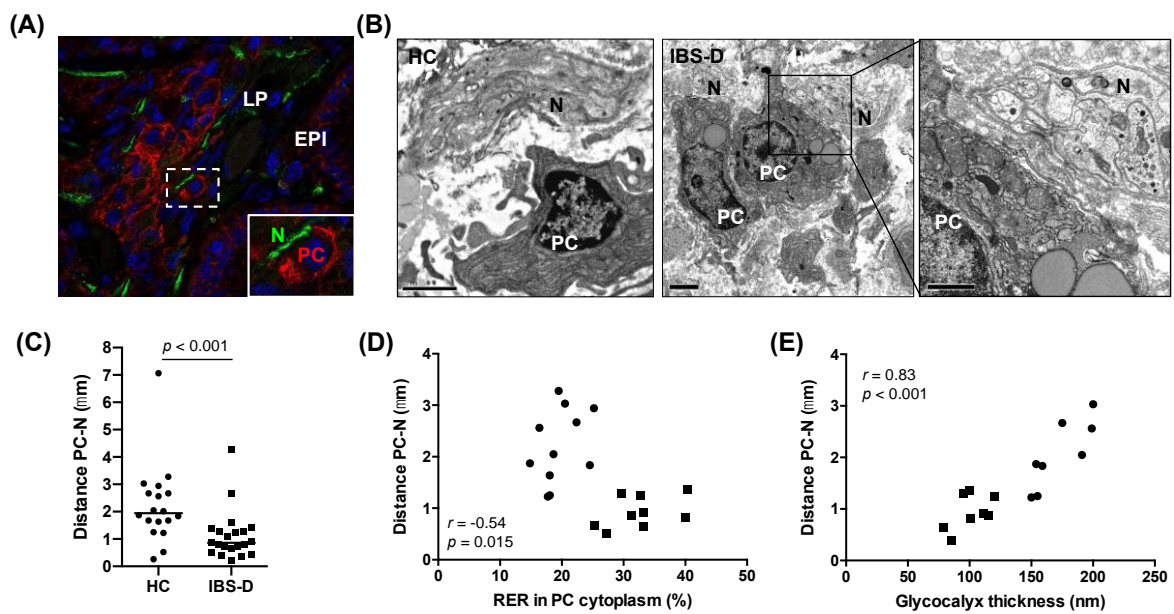 (A)
LP
EPI
N
PC
(B)
HC
N
PC
IBS-D
N
N
PC
PC
N
PC
(C)
p < 0.001
Distance PC-N (mm)
8
7
6
5
4
3
2
1
0
HC
IBS-D
(D)
Distance PC-N (mm)
4
3
2
1
0
r = -0.54
p = 0.015
0
10
20
30
40
50
RER in PC cytoplasm (%)
(E)
Distance PC-N (mm)
4
3
2
1
0
r = 0.83
p < 0.001
0
50
100
150
200
250
Glycocalyx thickness (nm)